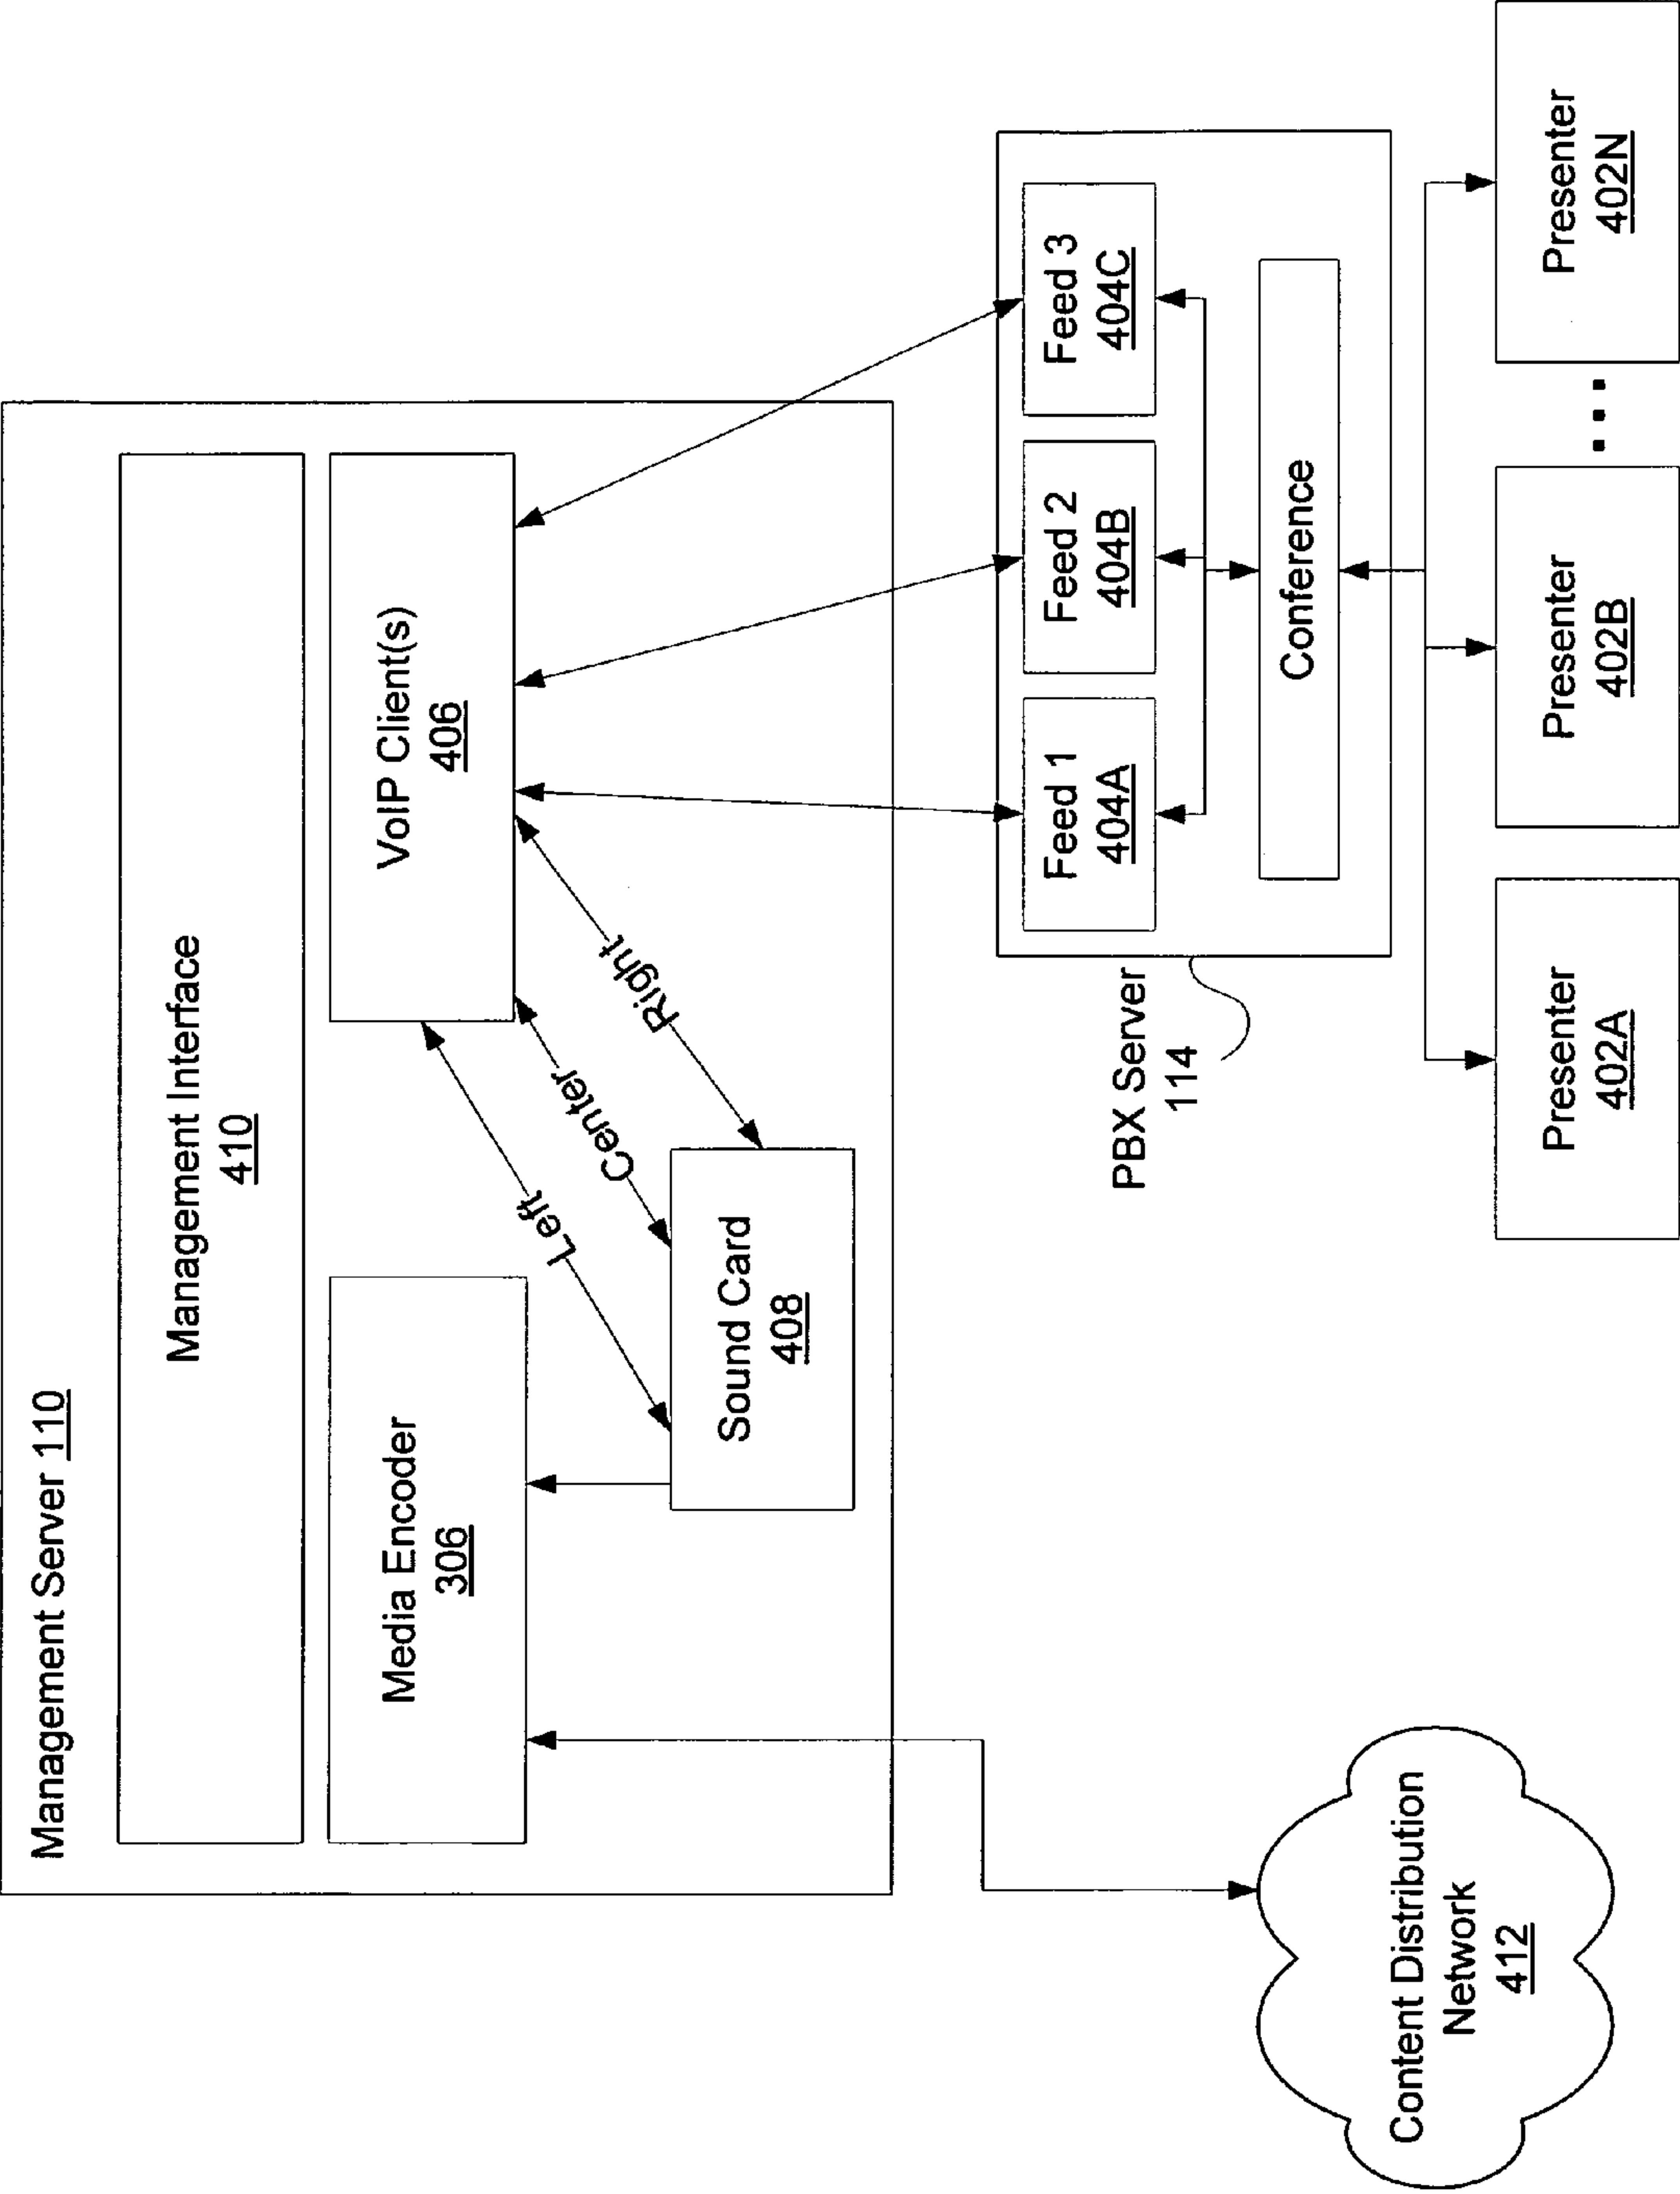 Management Server 110
Management Interface
410
Media Encoder
306
VoIP Client(s)
406
Left
Center
Right
Sound Card
408
PBX Server
114
Feed 1
404A
Feed 2
404B
Feed 3
404C
Conference
Content Distribution
Network
412
Presenter
402A
Presenter
402B
...
Presenter
402N